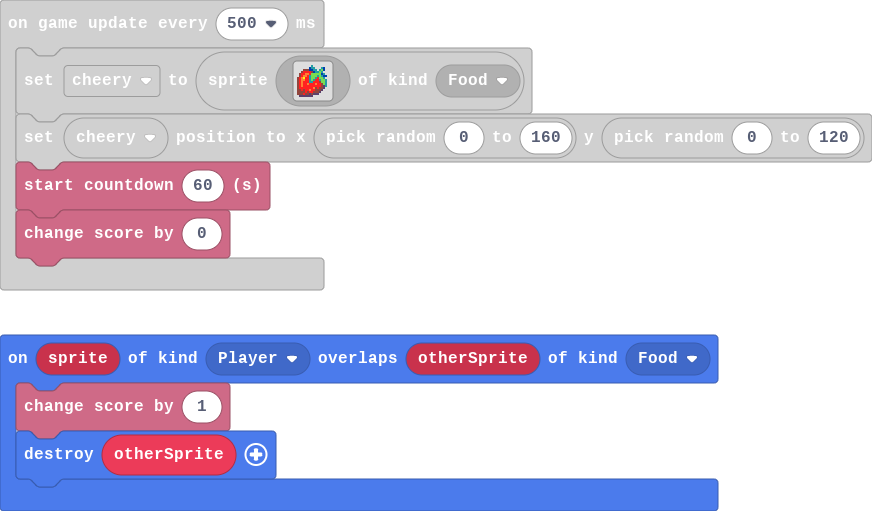 on game update every 500 ms
set cheery to sprite of kind Food
set cheery position to x pick random 0 to 160 y pick random 0 to 120
start countdown 60 (s)
change score by 0
on sprite of kind Player overlaps otherSprite of kind Food
change score by 1
destroy otherSprite